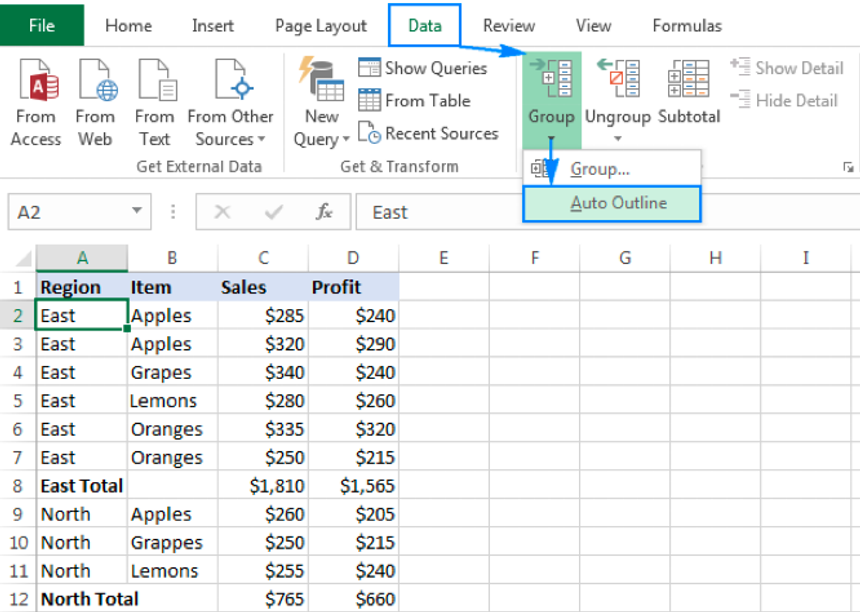 File Home Insert Page Layout Data Review View Formulas
From Access From Web From Text From Other Sources New Query Show Queries From Table Recent Sources Group Ungroup Subtotal Show Detail Hide Detail
Get External Data Get & Transform
Group...
Auto Outline
A2 fx East
A B C D E F G H I
1 Region Item Sales Profit
2 East Apples $285 $240
3 East Apples $320 $290
4 East Grapes $340 $240
5 East Lemons $280 $260
6 East Oranges $335 $320
7 East Oranges $250 $215
8 East Total $1,810 $1,565
9 North Apples $260 $205
10 North Grappes $250 $215
11 North Lemons $255 $240
12 North Total $765 $660